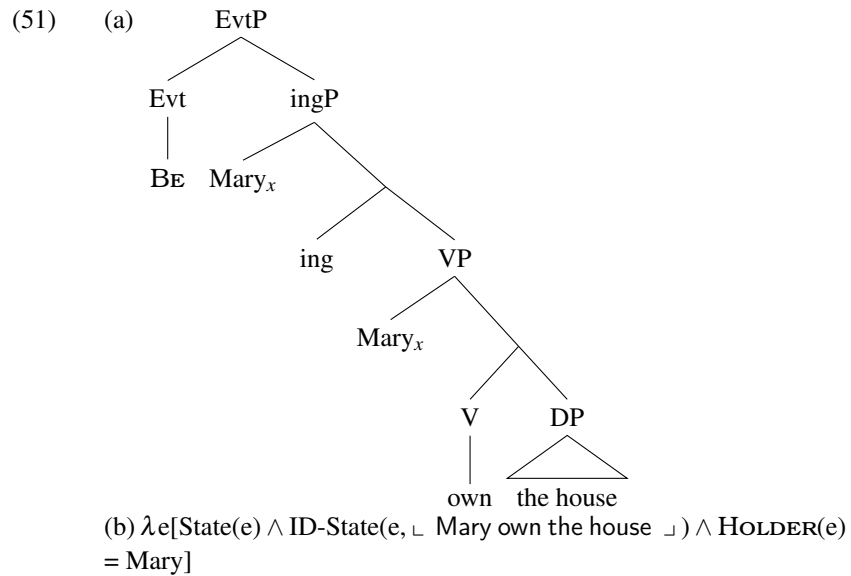 (51) (a) EvtP
Evt ingP
BE Mary_x
ing VP
Mary_x
V DP
own the house
(b) λe[State(e) ∧ ID-State(e, ⌞ Mary own the house ⌟) ∧ HOLDER(e)
= Mary]